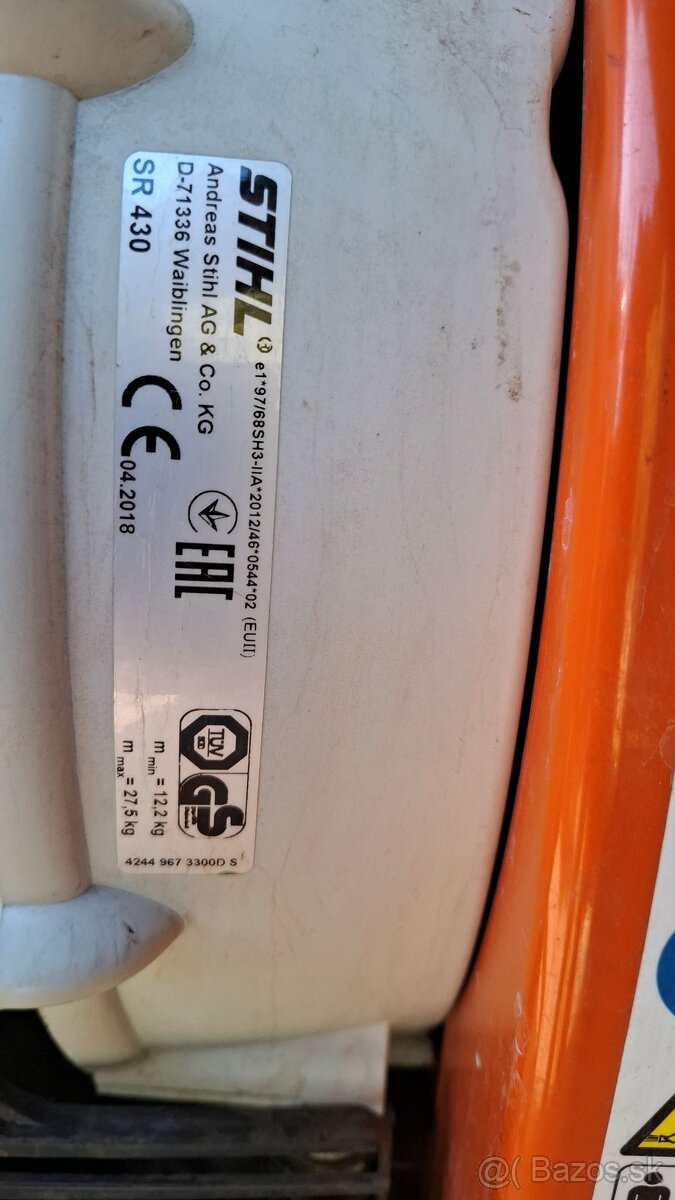 STIHL
e1*97/68SH3-IIA*2012/46*0544*02 (EUII)
Andreas Stihl AG & Co. KG
D-71336 Waiblingen
SR 430
CE
04.2018
EAC
TÜV
SÜD
GS
m min = 12,2 kg
m max = 27,5 kg
4244 967 3300D S
@( Bazos.sk